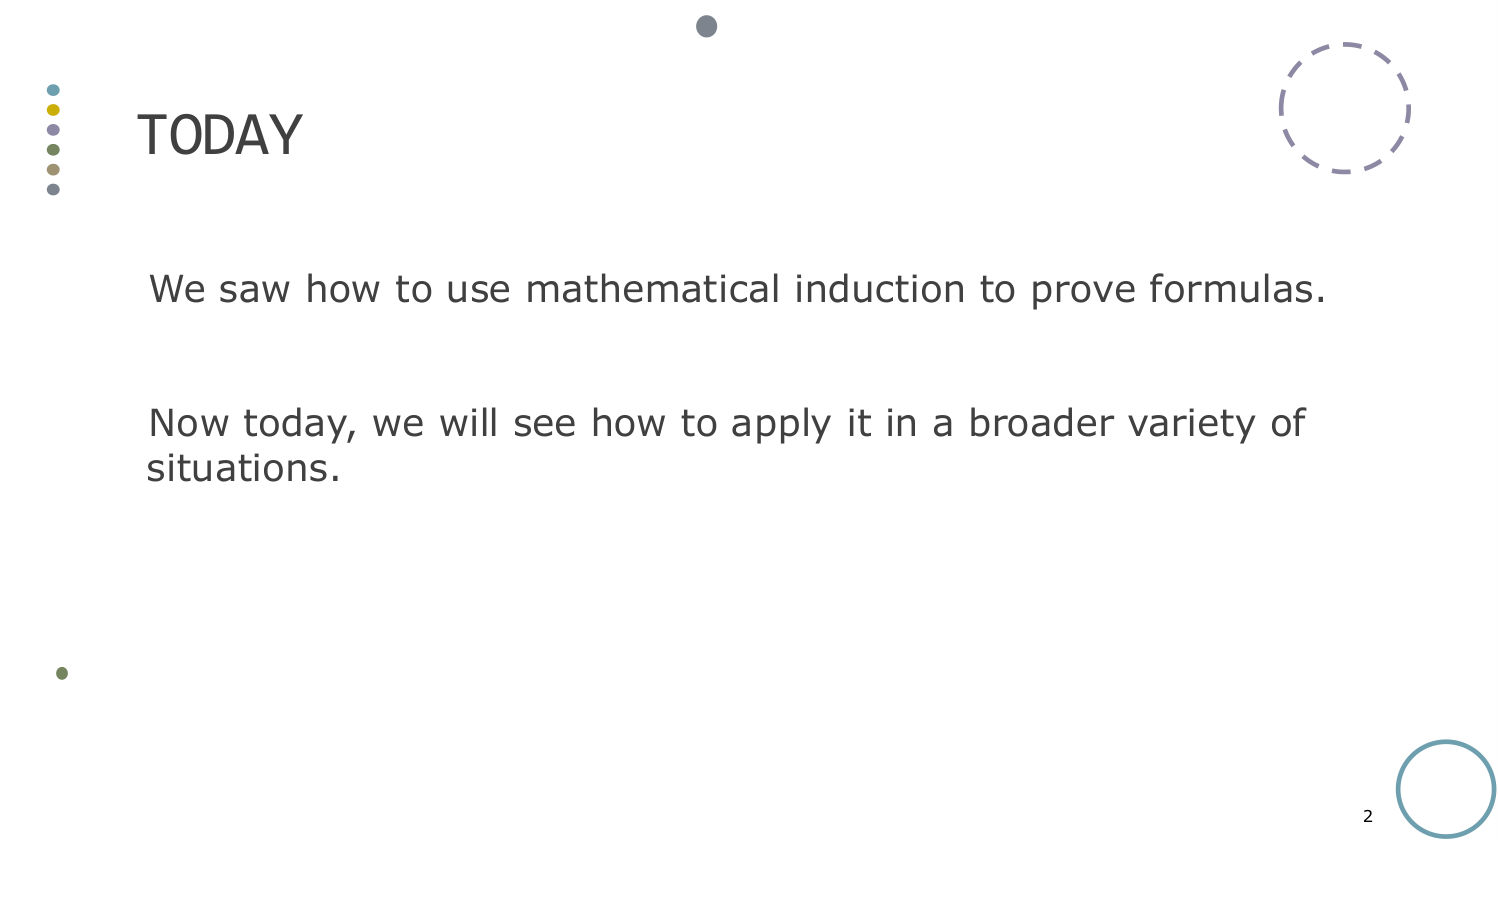 TODAY
We saw how to use mathematical induction to prove formulas.
Now today, we will see how to apply it in a broader variety of
situations.
2